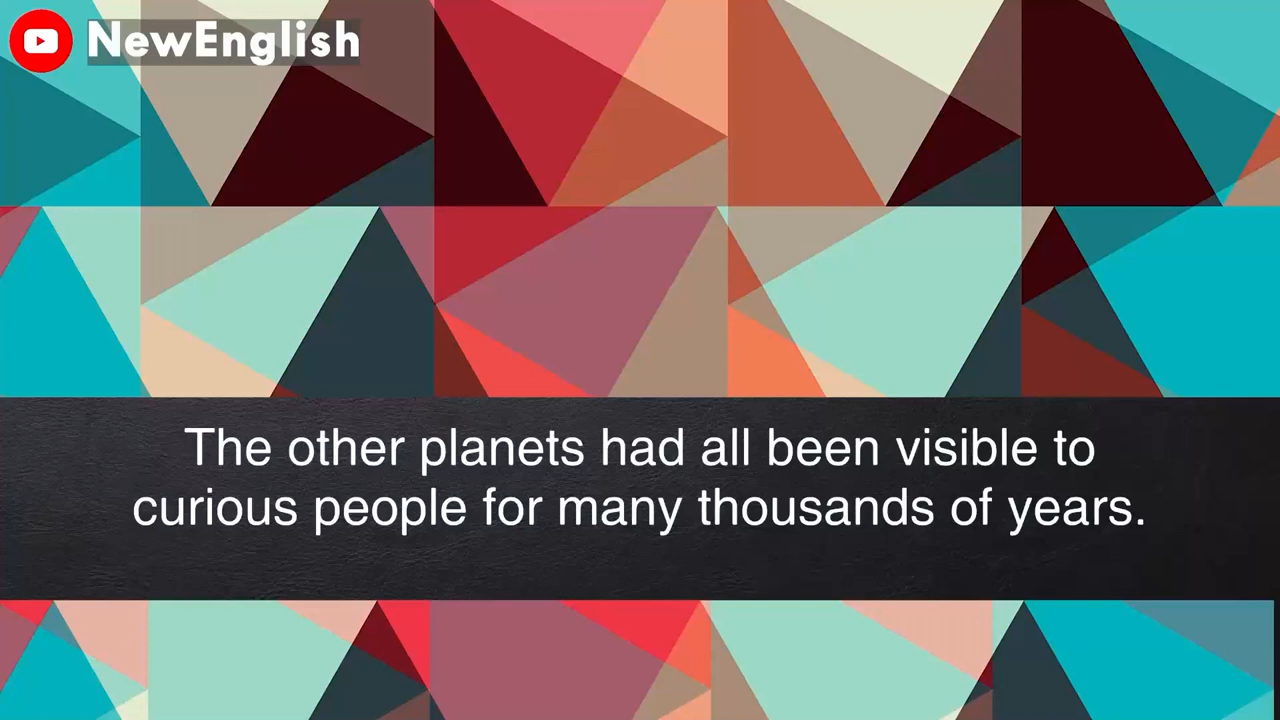 NewEnglish
The other planets had all been visible to
curious people for many thousands of years.